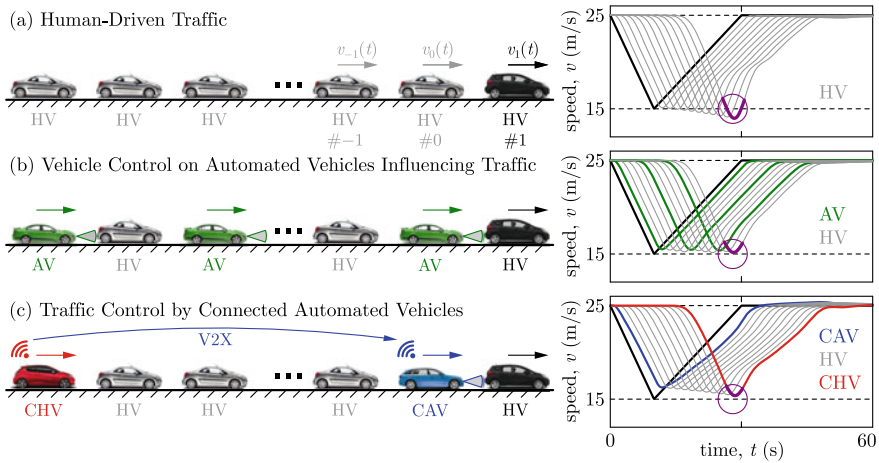 (a) Human-Driven Traffic
v₋₁(t) v₀(t) v₁(t)
HV HV HV HV HV HV
#−1 #0 #1
25
15
speed, v (m/s)
HV
(b) Vehicle Control on Automated Vehicles Influencing Traffic
AV HV AV HV AV HV
25
15
speed, v (m/s)
AV
HV
(c) Traffic Control by Connected Automated Vehicles
V2X
CHV HV HV HV CAV HV
25
15
speed, v (m/s)
CAV
HV
CHV
0 30 60
time, t (s)